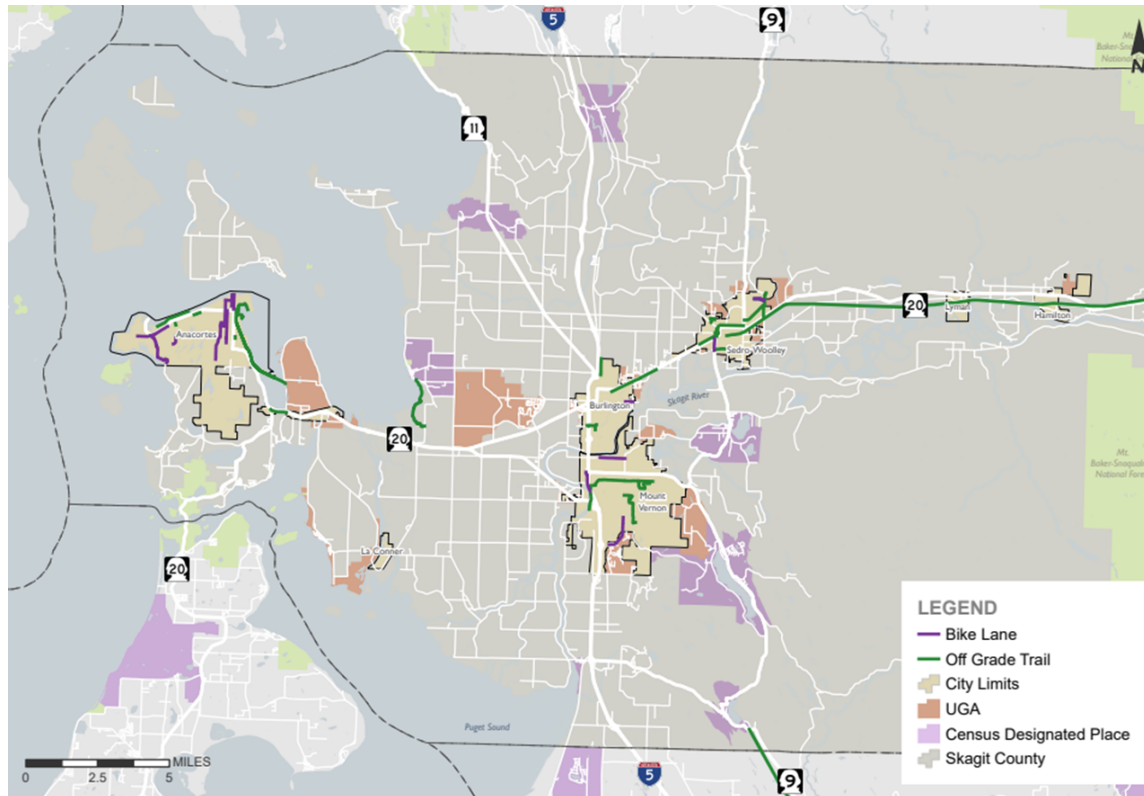 5
9
Mt.
Baker-Snoqualmie
National
N
11
Anacortes
20
Lyman
Hamilton
Sedro-Woolley
Skagit River
Burlington
20
Mt.
Baker-Snoqualmie
National Fore
Mount
Vernon
La Conner
20
LEGEND
Bike Lane
Off Grade Trail
City Limits
UGA
Census Designated Place
Skagit County
Puget Sound
MILES
0 2.5 5
5
9